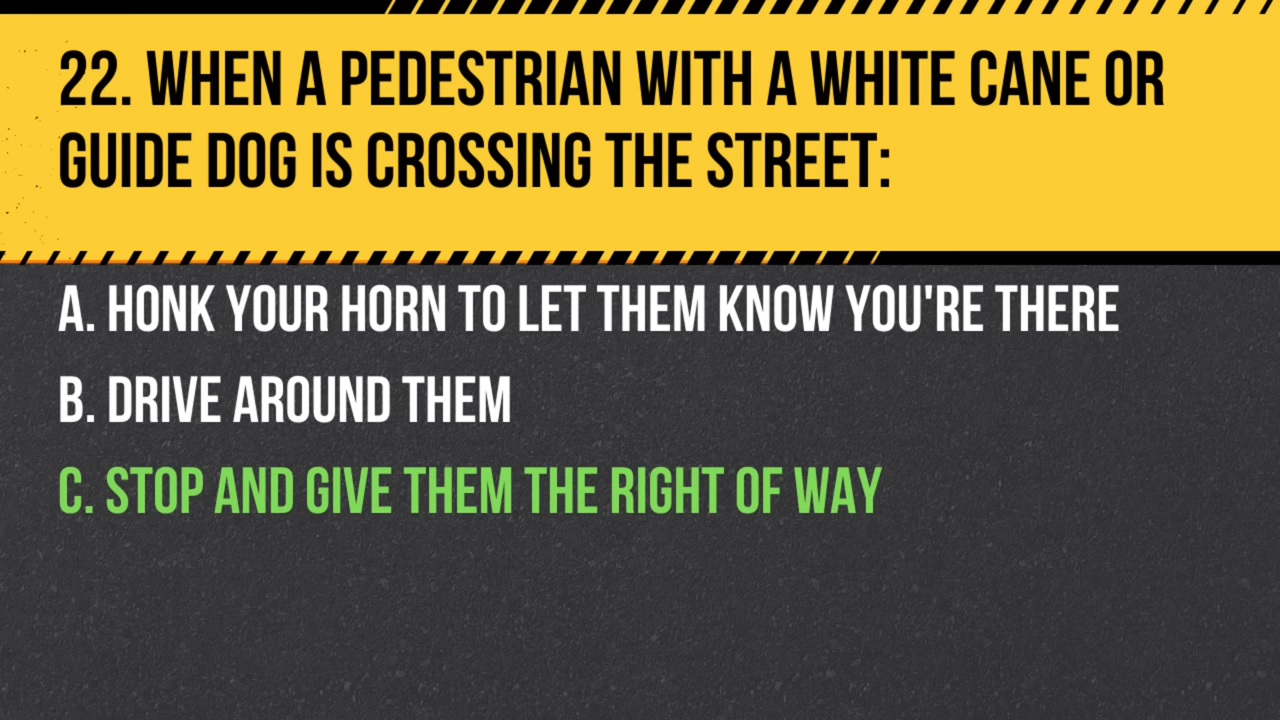 22. WHEN A PEDESTRIAN WITH A WHITE CANE OR
GUIDE DOG IS CROSSING THE STREET:
A. HONK YOUR HORN TO LET THEM KNOW YOU'RE THERE
B. DRIVE AROUND THEM
C. STOP AND GIVE THEM THE RIGHT OF WAY